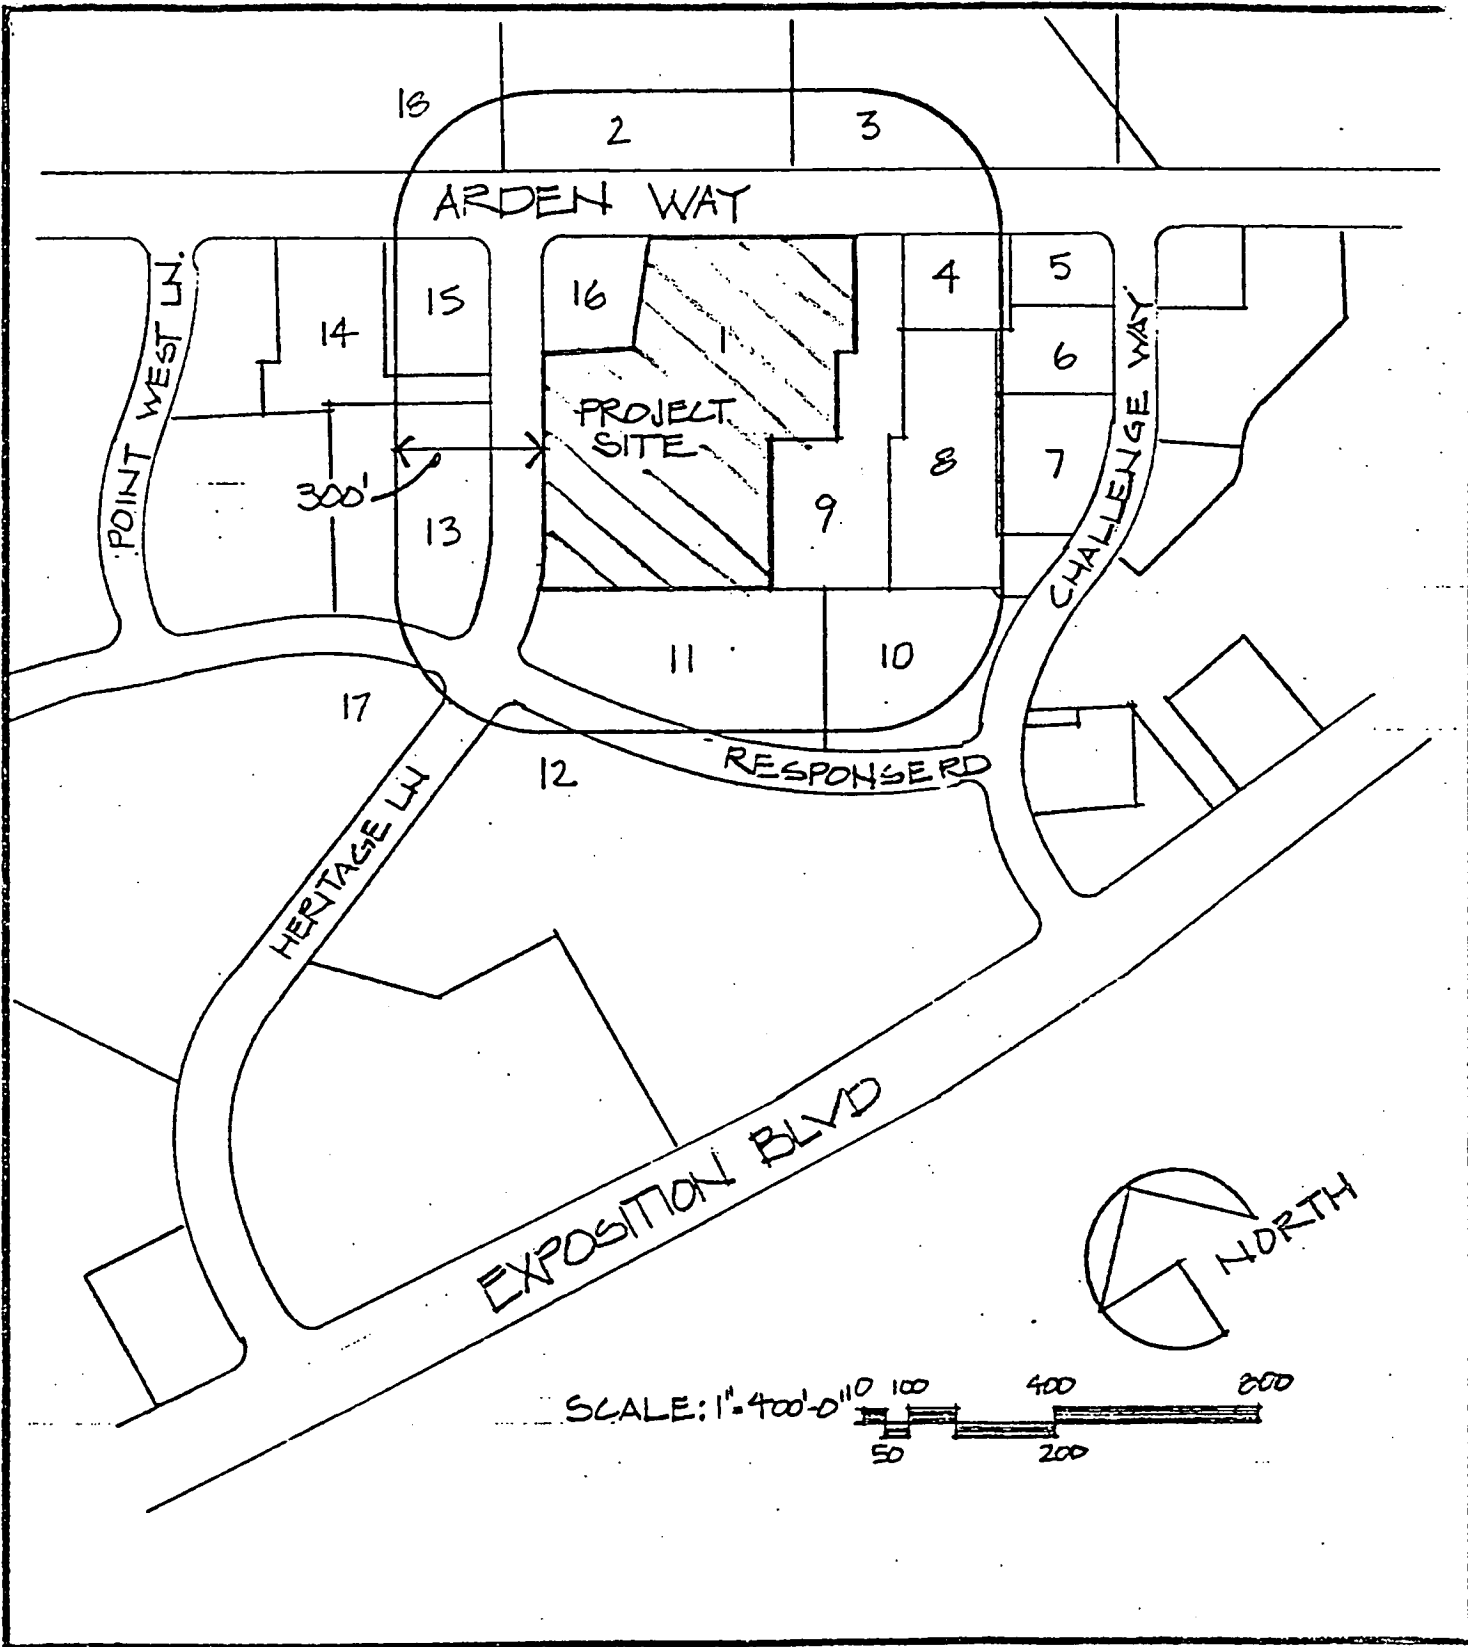 18
2
3
ARDEN WAY
POINT WEST LN.
14
15
16
1
4
5
6
7
8
9
CHALLENGE WAY
PROJECT
SITE
300'
13
11
10
17
12
RESPONSE RD
HERITAGE LN
EXPOSITION BLVD
NORTH
SCALE: 1"=400'-0"
0 100 400 800
50 200